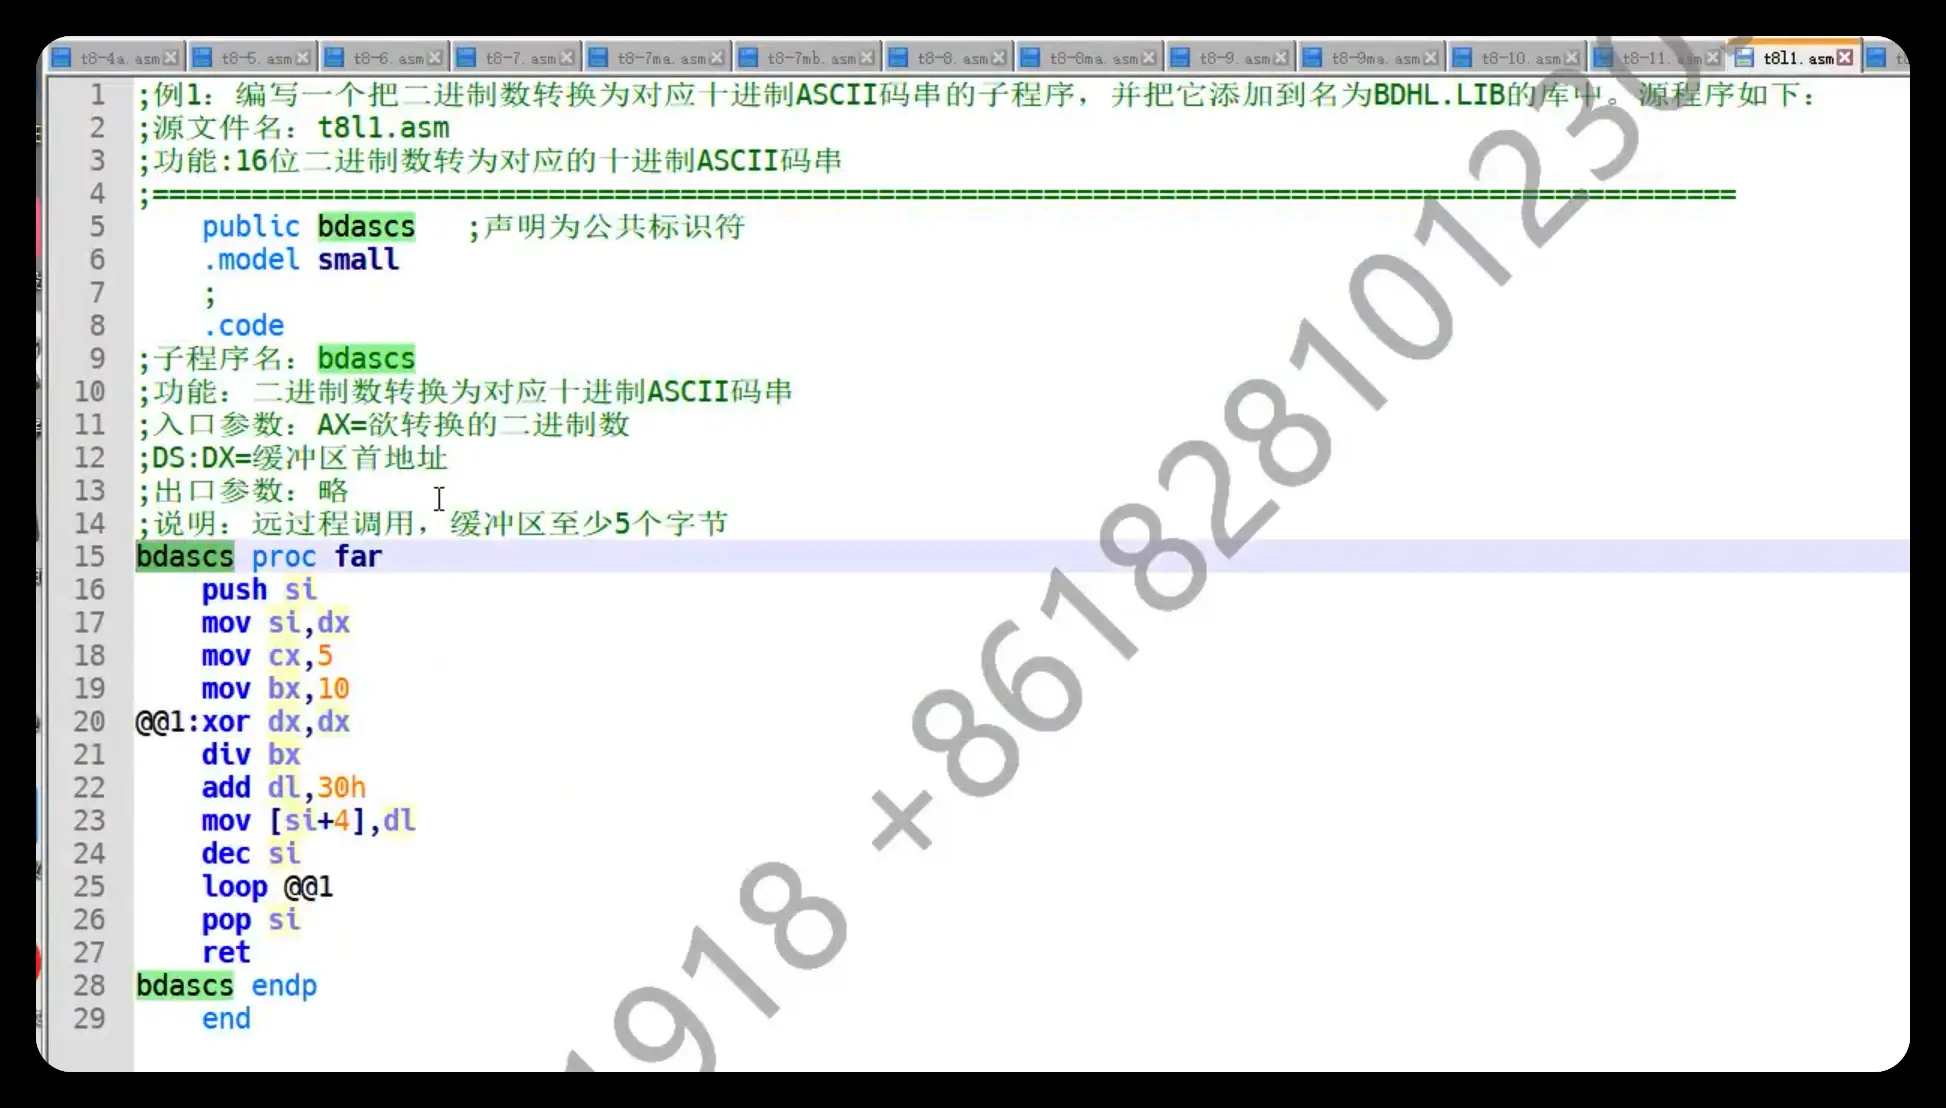 t8-4a.asm t8-5.asm t8-6.asm t8-7.asm t8-7ma.asm t8-7mb.asm t8-8.asm t8-8ma.asm t8-9.asm t8-9ma.asm t8-10.asm t8-11.asm t8l1.asm
1 ;例1：编写一个把二进制数转换为对应十进制ASCII码串的子程序，并把它添加到名为BDHL.LIB的库中。源程序如下：
2 ;源文件名：t8l1.asm
3 ;功能:16位二进制数转为对应的十进制ASCII码串
4 ;================================================================================================
5 public bdascs ;声明为公共标识符
6 .model small
7 ;
8 .code
9 ;子程序名：bdascs
10 ;功能：二进制数转换为对应十进制ASCII码串
11 ;入口参数：AX=欲转换的二进制数
12 ;DS:DX=缓冲区首地址
13 ;出口参数：略
14 ;说明：远过程调用，缓冲区至少5个字节
15 bdascs proc far
16 push si
17 mov si,dx
18 mov cx,5
19 mov bx,10
20 @@1:xor dx,dx
21 div bx
22 add dl,30h
23 mov [si+4],dl
24 dec si
25 loop @@1
26 pop si
27 ret
28 bdascs endp
29 end
1918 +861828101230